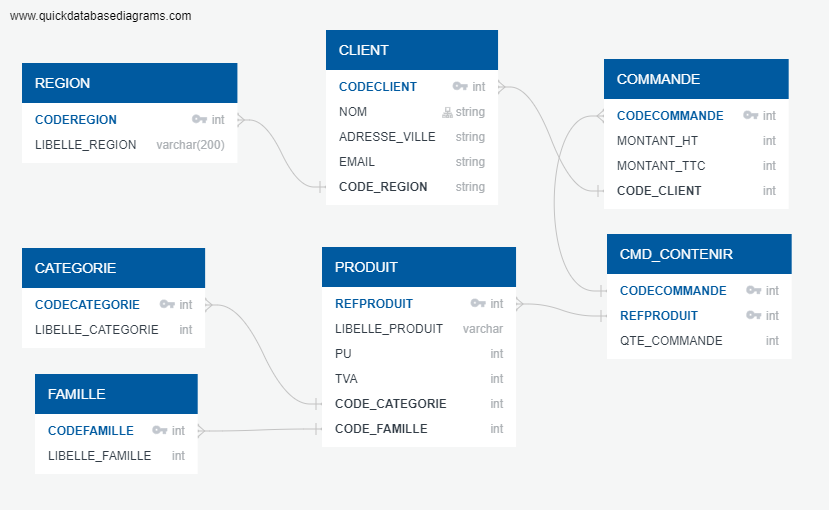 www.quickdatabasediagrams.com
REGION
CODEREGION int
LIBELLE_REGION varchar(200)
CLIENT
CODECLIENT int
NOM string
ADRESSE_VILLE string
EMAIL string
CODE_REGION string
COMMANDE
CODECOMMANDE int
MONTANT_HT int
MONTANT_TTC int
CODE_CLIENT int
CATEGORIE
CODECATEGORIE int
LIBELLE_CATEGORIE int
PRODUIT
REFPRODUIT int
LIBELLE_PRODUIT varchar
PU int
TVA int
CODE_CATEGORIE int
CODE_FAMILLE int
CMD_CONTENIR
CODECOMMANDE int
REFPRODUIT int
QTE_COMMANDE int
FAMILLE
CODEFAMILLE int
LIBELLE_FAMILLE int